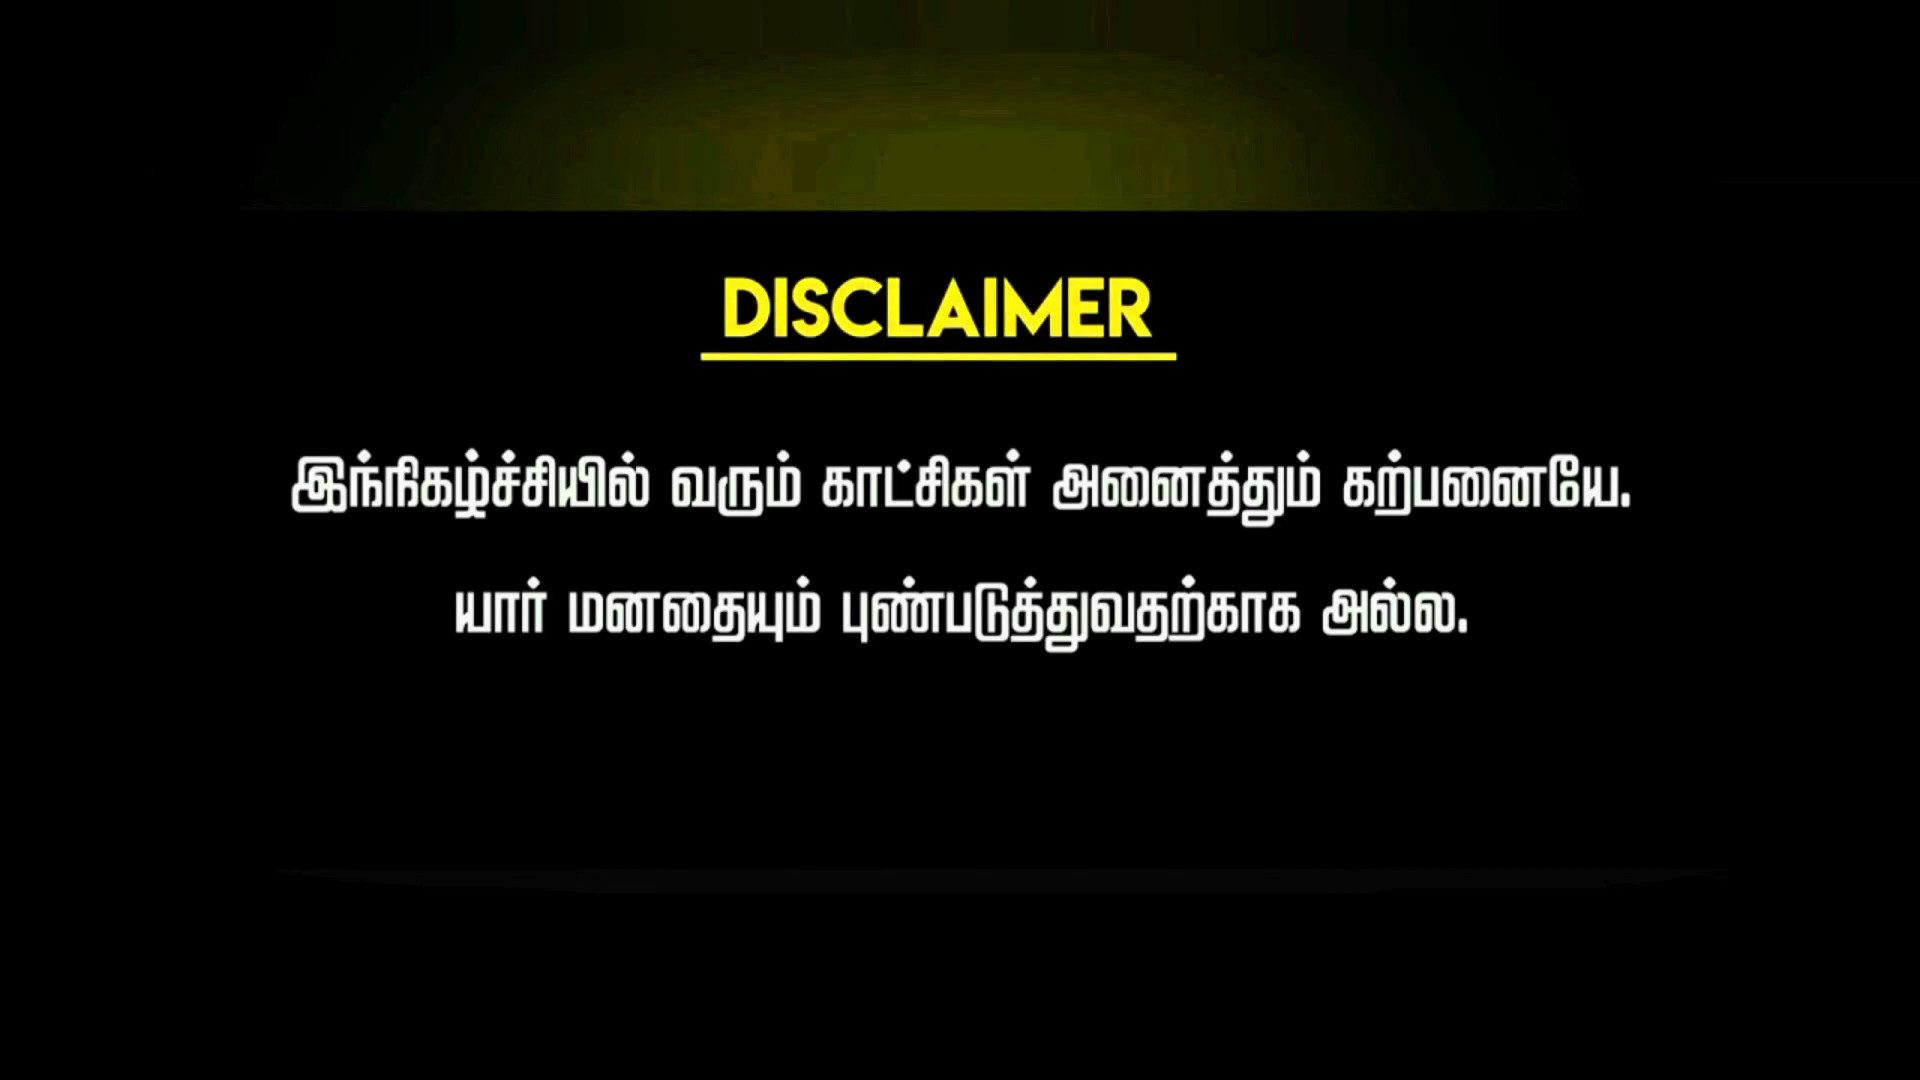 DISCLAIMER
இந்நிகழ்ச்சியில் வரும் காட்சிகள் அனைத்தும் கற்பனையே.
யார் மனதையும் புண்படுத்துவதற்காக அல்ல.